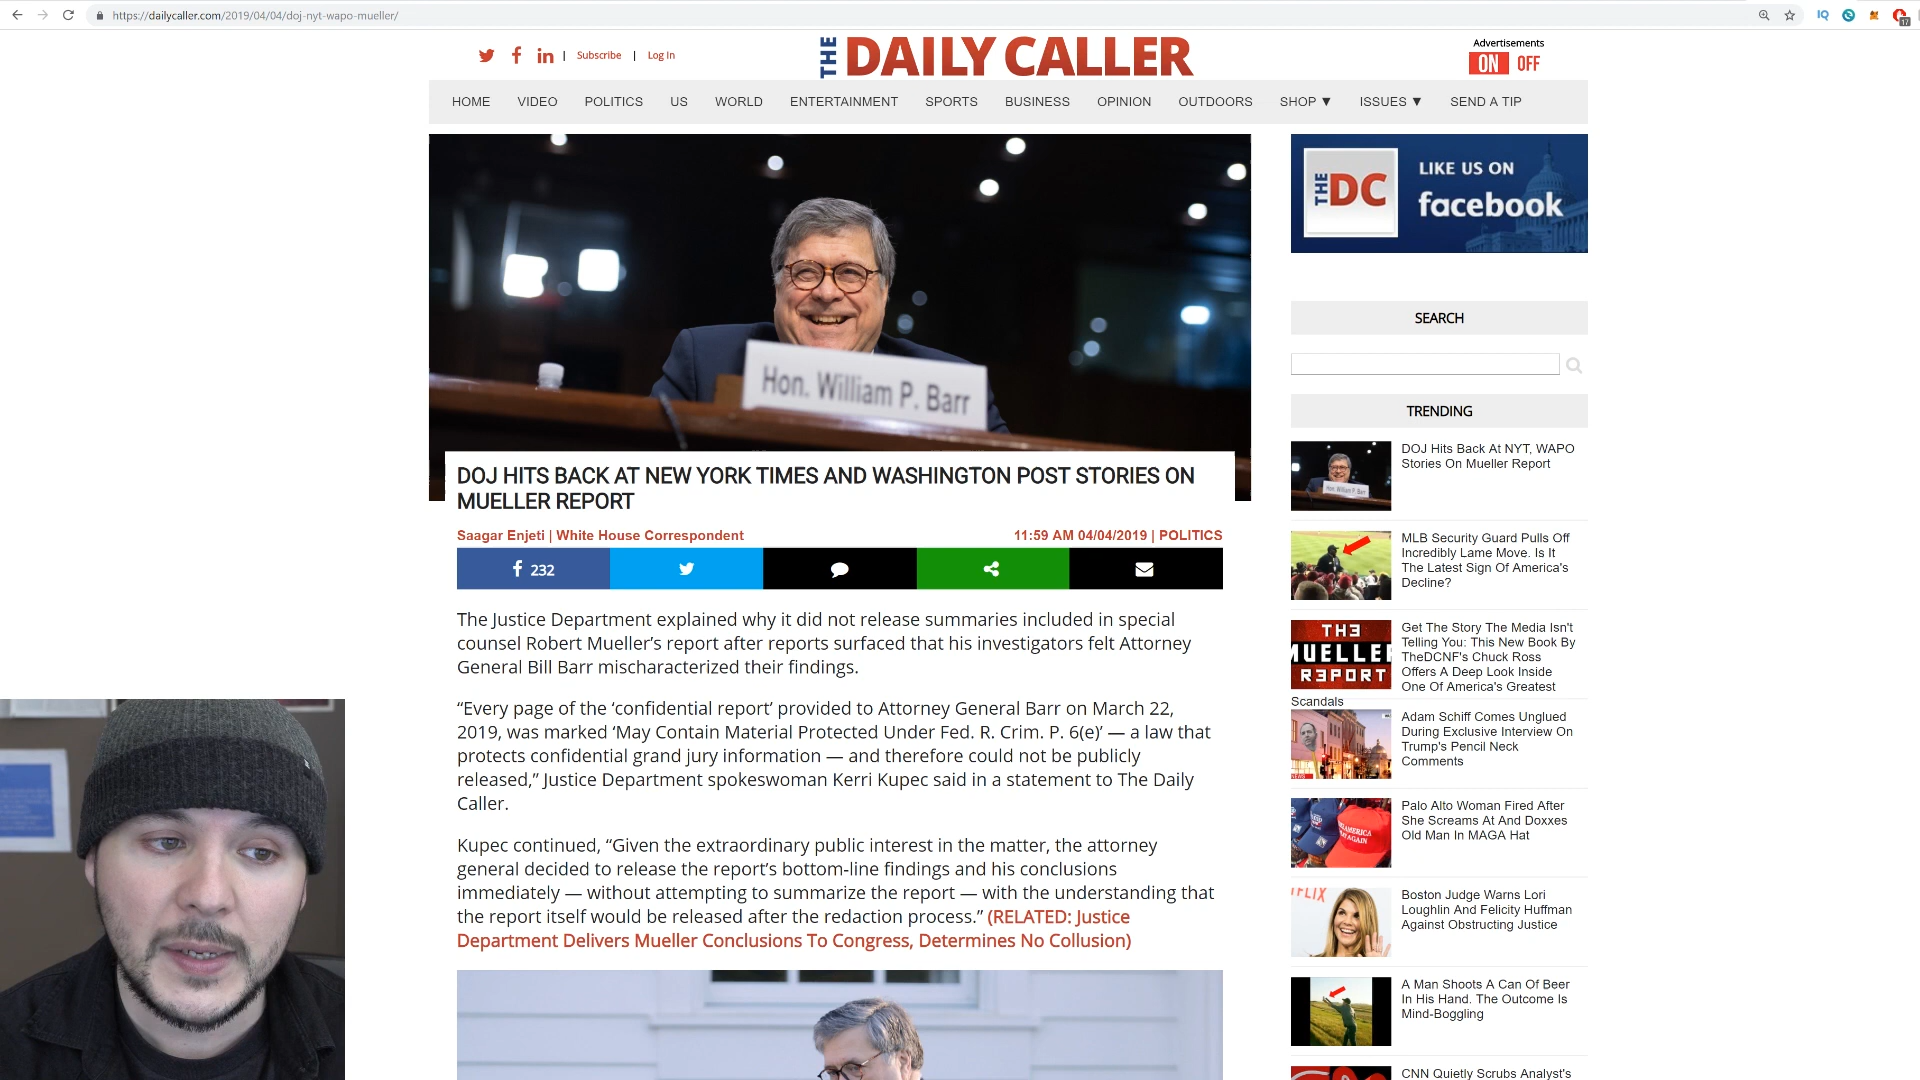 https://dailycaller.com/2019/04/04/doj-nyt-wapo-mueller/
IQ
17
Subscribe
Log In
THE DAILY CALLER
Advertisements
ON OFF
HOME VIDEO POLITICS US WORLD ENTERTAINMENT SPORTS BUSINESS OPINION OUTDOORS SHOP ▼ ISSUES ▼ SEND A TIP
Hon. William P. Barr
DOJ HITS BACK AT NEW YORK TIMES AND WASHINGTON POST STORIES ON
MUELLER REPORT
Saagar Enjeti | White House Correspondent
11:59 AM 04/04/2019 | POLITICS
232
The Justice Department explained why it did not release summaries included in special
counsel Robert Mueller’s report after reports surfaced that his investigators felt Attorney
General Bill Barr mischaracterized their findings.
“Every page of the ‘confidential report’ provided to Attorney General Barr on March 22,
2019, was marked ‘May Contain Material Protected Under Fed. R. Crim. P. 6(e)’ — a law that
protects confidential grand jury information — and therefore could not be publicly
released,” Justice Department spokeswoman Kerri Kupec said in a statement to The Daily
Caller.
Kupec continued, “Given the extraordinary public interest in the matter, the attorney
general decided to release the report’s bottom-line findings and his conclusions
immediately — without attempting to summarize the report — with the understanding that
the report itself would be released after the redaction process.” (RELATED: Justice
Department Delivers Mueller Conclusions To Congress, Determines No Collusion)
THE DC
LIKE US ON
facebook
SEARCH
TRENDING
DOJ Hits Back At NYT, WAPO
Stories On Mueller Report
MLB Security Guard Pulls Off
Incredibly Lame Move. Is It
The Latest Sign Of America's
Decline?
TH3
MUELLER
R3PORT
Get The Story The Media Isn't
Telling You: This New Book By
TheDCNF's Chuck Ross
Offers A Deep Look Inside
One Of America's Greatest
Scandals
Adam Schiff Comes Unglued
During Exclusive Interview On
Trump's Pencil Neck
Comments
Palo Alto Woman Fired After
She Screams At And Doxxes
Old Man In MAGA Hat
Boston Judge Warns Lori
Loughlin And Felicity Huffman
Against Obstructing Justice
A Man Shoots A Can Of Beer
In His Hand. The Outcome Is
Mind-Boggling
CNN Quietly Scrubs Analyst's